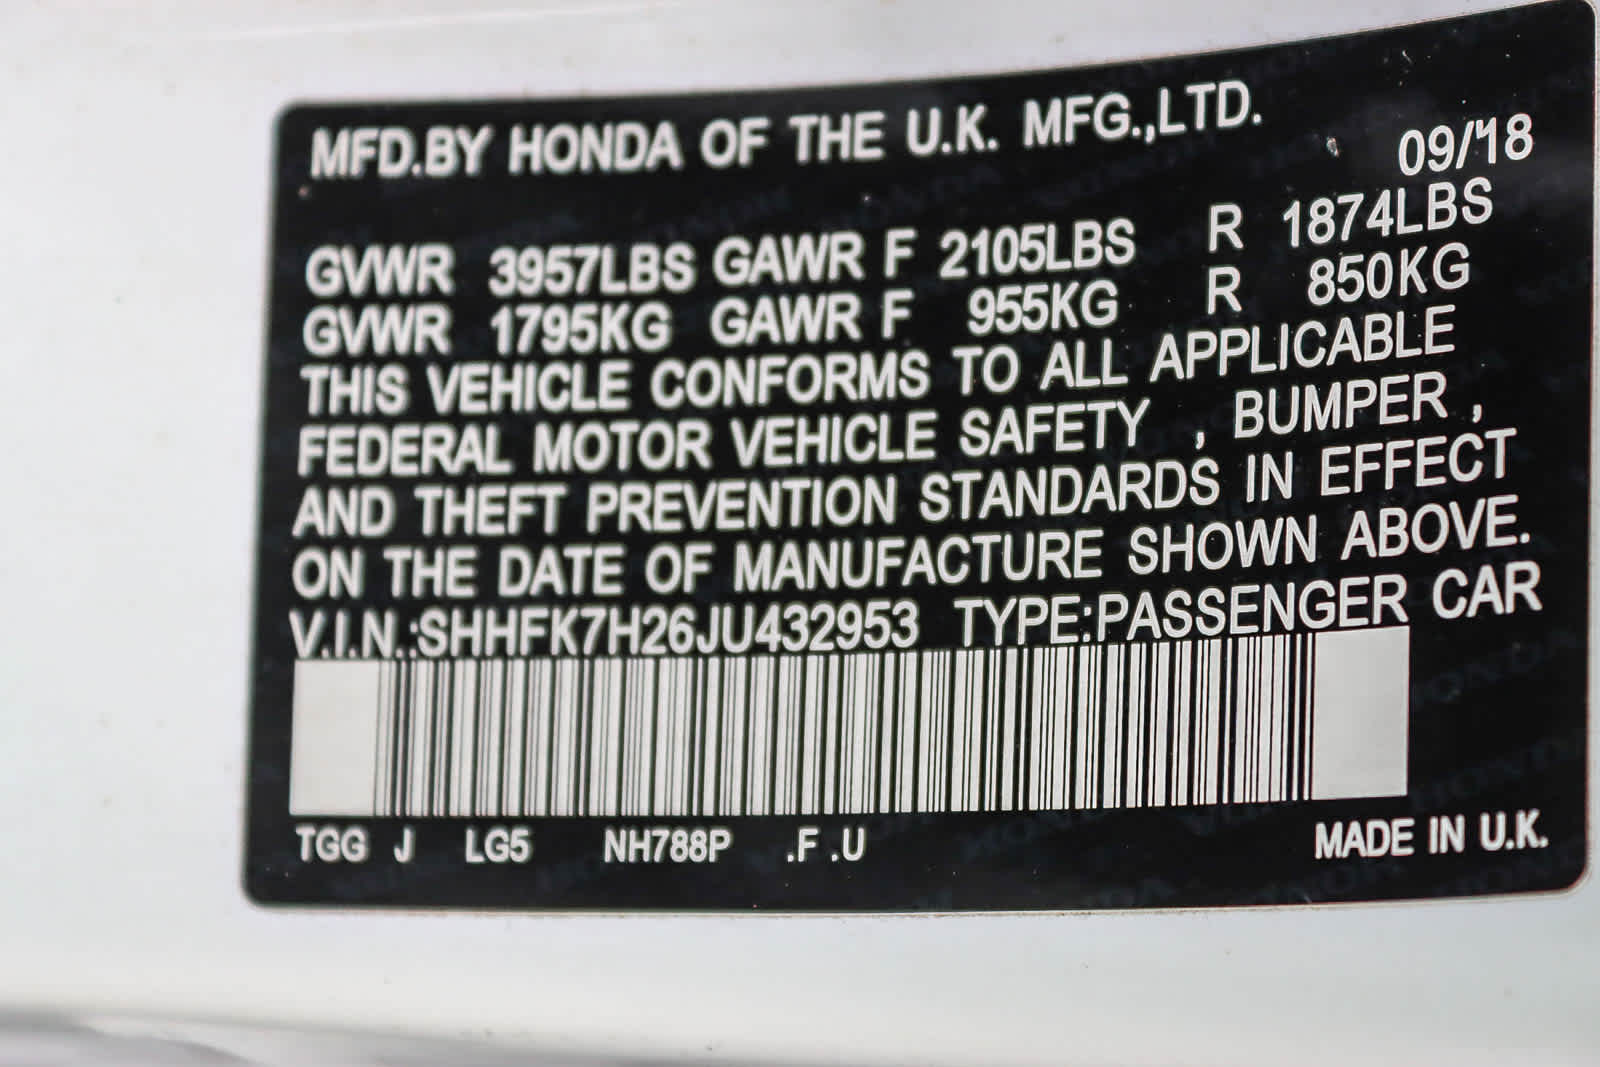 MFD.BY HONDA OF THE U.K. MFG.,LTD.
09/'18
GVWR 3957LBS GAWR F 2105LBS R 1874LBS
GVWR 1795KG GAWR F 955KG R 850KG
THIS VEHICLE CONFORMS TO ALL APPLICABLE
FEDERAL MOTOR VEHICLE SAFETY , BUMPER ,
AND THEFT PREVENTION STANDARDS IN EFFECT
ON THE DATE OF MANUFACTURE SHOWN ABOVE.
V.I.N.:SHHFK7H26JU432953 TYPE:PASSENGER CAR
TGG J LG5 NH788P .F .U MADE IN U.K.